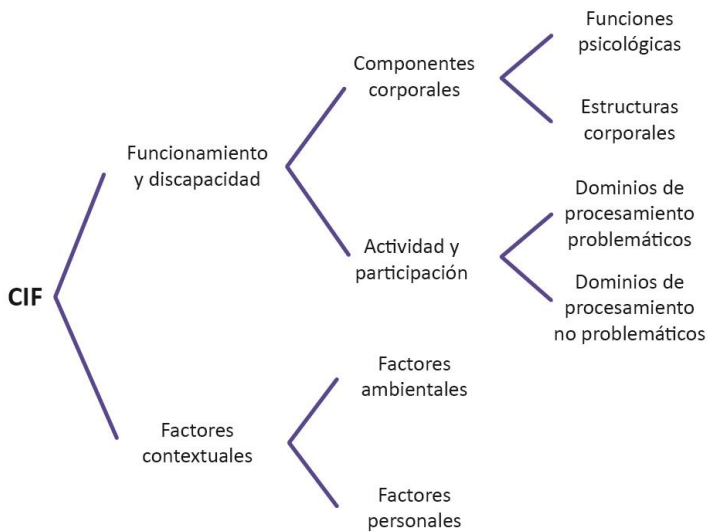 CIF
Funcionamiento
y discapacidad
Componentes
corporales
Funciones
psicológicas
Estructuras
corporales
Actividad y
participación
Dominios de
procesamiento
problemáticos
Dominios de
procesamiento
no problemáticos
Factores
contextuales
Factores
ambientales
Factores
personales